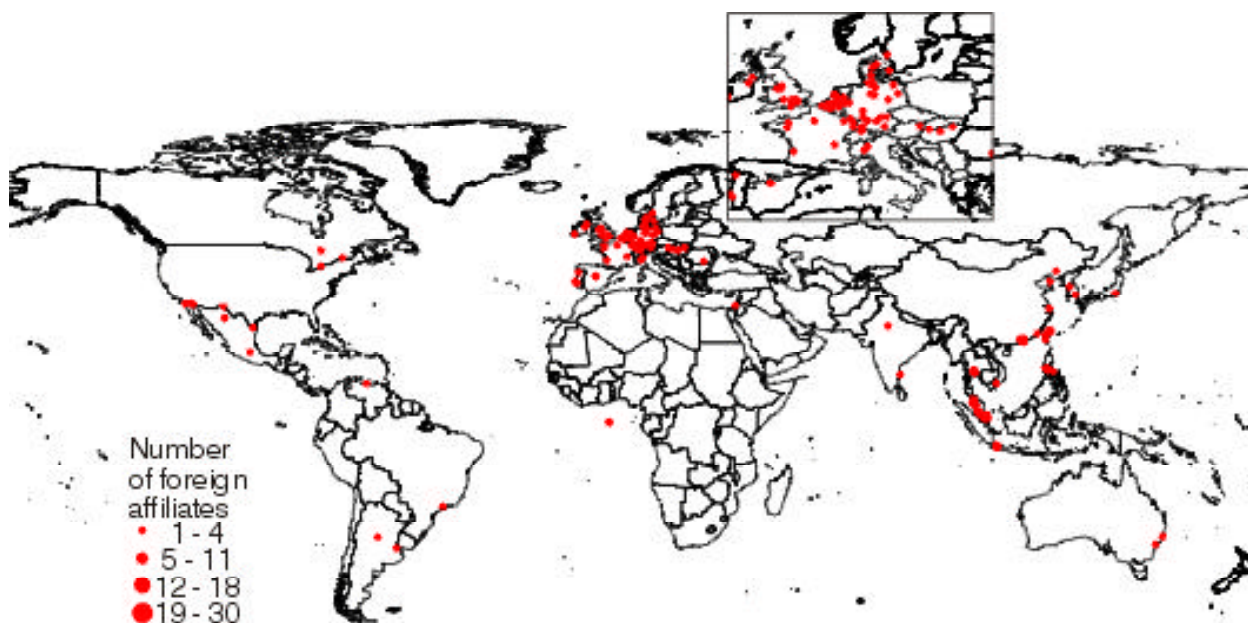 Number
of foreign
affiliates
1 - 4
5 - 11
12 - 18
19 - 30